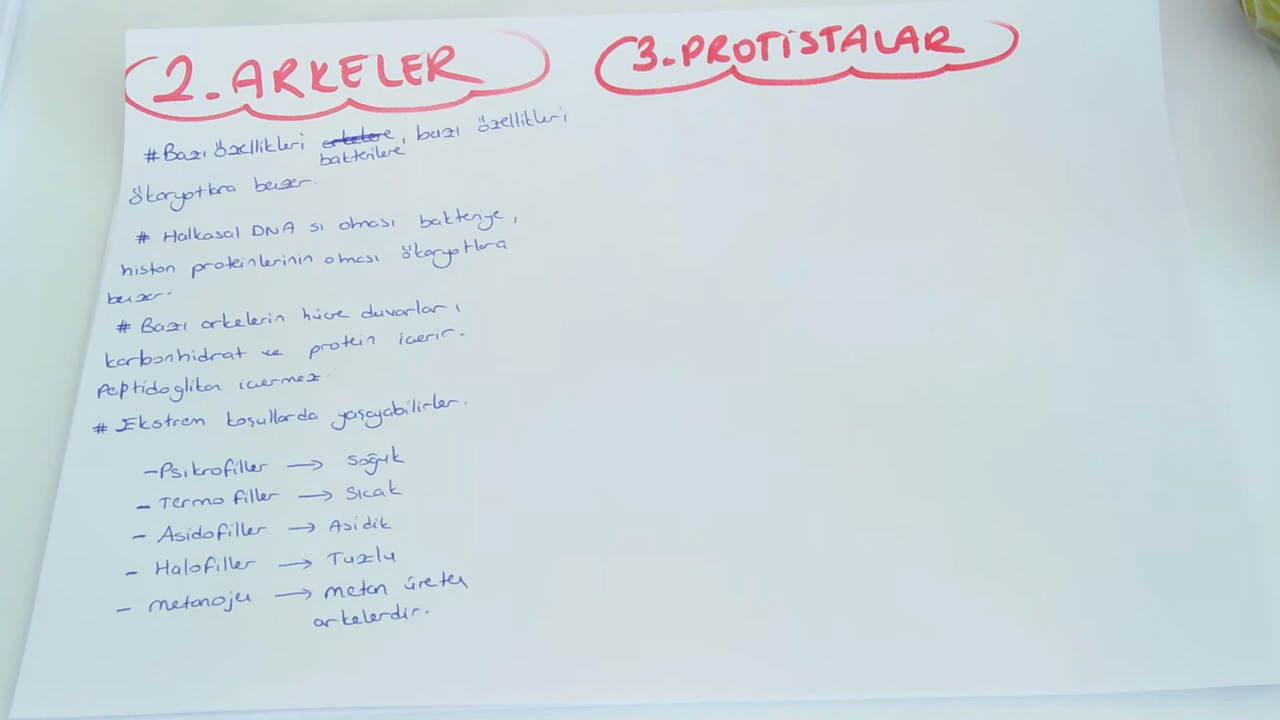 2. ARKELER
# Bazı özellikleri arkelere, bazı özellikleri
bakterilere
ökaryotlara benzer.
# Halkasal DNA sı olması bakteriye,
histon proteinlerinin olması ökaryotlara
benzer.
# Bazı arkelerin hücre duvarları
karbonhidrat ve protein içerir.
Peptidoglikan içermez.
# Ekstrem koşullarda yaşayabilirler.
- Psikrofiller → Soğuk
- Termofiller → Sıcak
- Asidofiller → Asidik
- Halofiller → Tuzlu
- metanojen → metan üreten
arkelerdir.
3. PROTİSTALAR